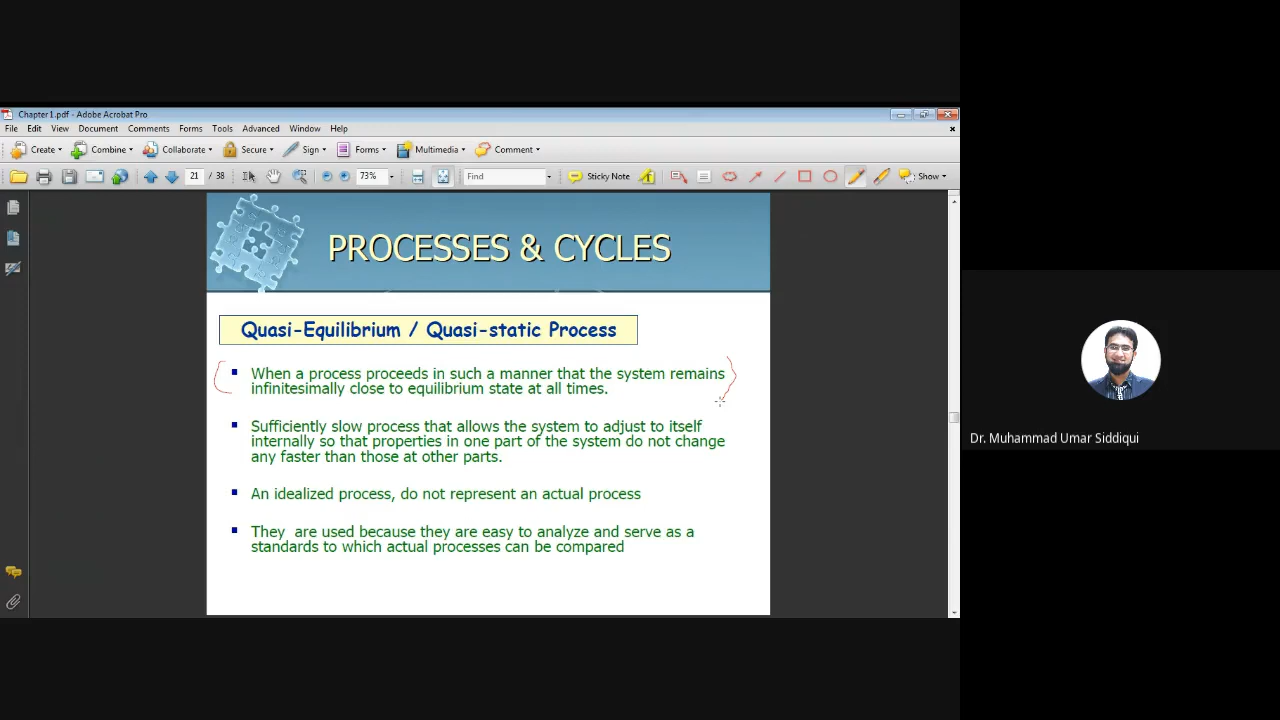 Chapter 1.pdf - Adobe Acrobat Pro
File Edit View Document Comments Forms Tools Advanced Window Help
Create Combine Collaborate Secure Sign Forms Multimedia Comment
21 / 38 73% Find Sticky Note Show
PROCESSES & CYCLES
Quasi-Equilibrium / Quasi-static Process
When a process proceeds in such a manner that the system remains
infinitesimally close to equilibrium state at all times.
Sufficiently slow process that allows the system to adjust to itself
internally so that properties in one part of the system do not change
any faster than those at other parts.
An idealized process, do not represent an actual process
They are used because they are easy to analyze and serve as a
standards to which actual processes can be compared
Dr. Muhammad Umar Siddiqui